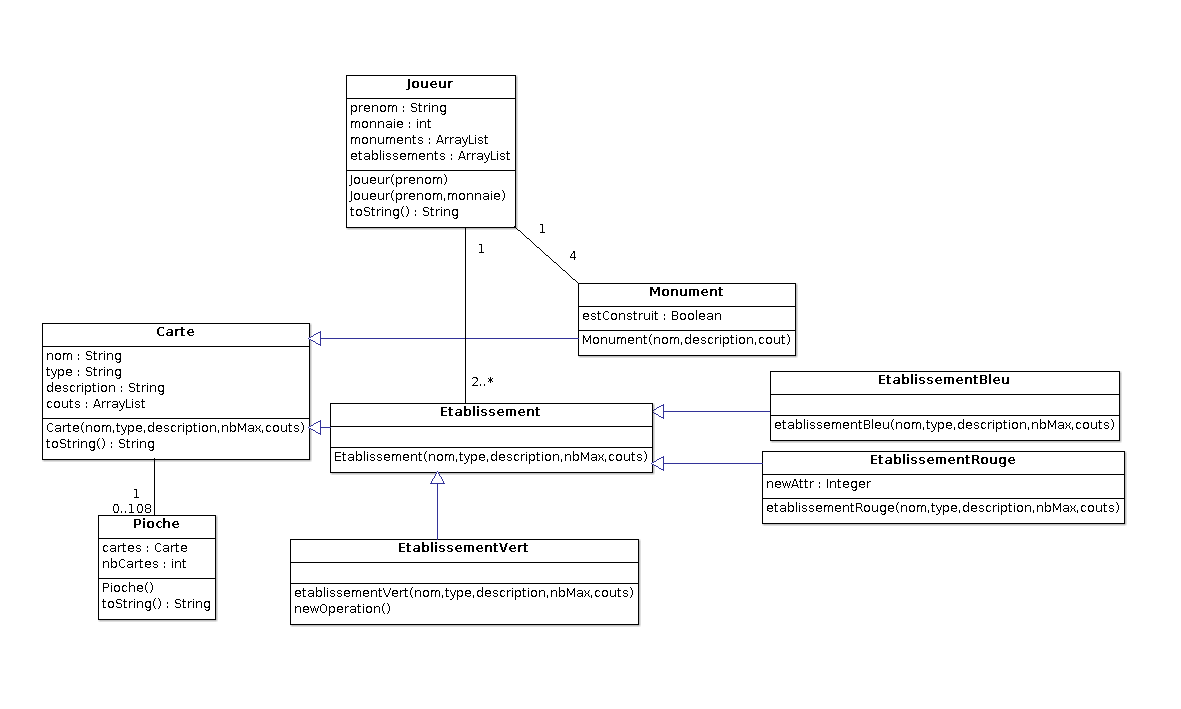 Joueur
prenom : String
monnaie : int
monuments : ArrayList
etablissements : ArrayList
Joueur(prenom)
Joueur(prenom,monnaie)
toString() : String
1
1
4
2..*
Monument
estConstruit : Boolean
Monument(nom,description,cout)
Carte
nom : String
type : String
description : String
couts : ArrayList
Carte(nom,type,description,nbMax,couts)
toString() : String
Etablissement
Etablissement(nom,type,description,nbMax,couts)
EtablissementBleu
etablissementBleu(nom,type,description,nbMax,couts)
EtablissementRouge
newAttr : Integer
etablissementRouge(nom,type,description,nbMax,couts)
1
0..108
Pioche
cartes : Carte
nbCartes : int
Pioche()
toString() : String
EtablissementVert
etablissementVert(nom,type,description,nbMax,couts)
newOperation()